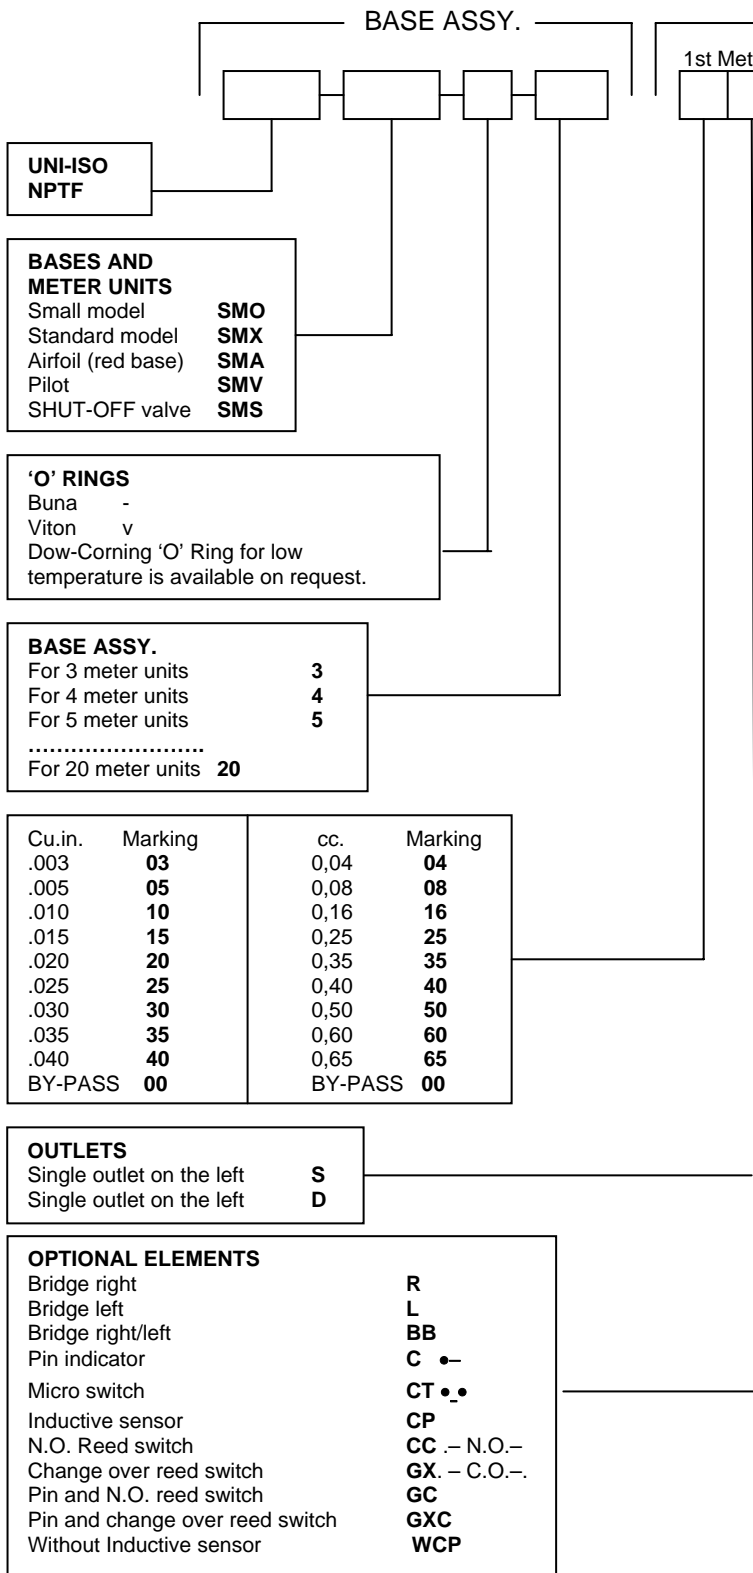 BASE ASSY.
1st Met
UNI-ISO
NPTF
BASES AND
METER UNITS
Small model SMO
Standard model SMX
Airfoil (red base) SMA
Pilot SMV
SHUT-OFF valve SMS
‘O’ RINGS
Buna -
Viton v
Dow-Corning ‘O’ Ring for low
temperature is available on request.
BASE ASSY.
For 3 meter units 3
For 4 meter units 4
For 5 meter units 5
……………………..
For 20 meter units 20
Cu.in. Marking cc. Marking
.003 03 0,04 04
.005 05 0,08 08
.010 10 0,16 16
.015 15 0,25 25
.020 20 0,35 35
.025 25 0,40 40
.030 30 0,50 50
.035 35 0,60 60
.040 40 0,65 65
BY-PASS 00 BY-PASS 00
OUTLETS
Single outlet on the left S
Single outlet on the left D
OPTIONAL ELEMENTS
Bridge right R
Bridge left L
Bridge right/left BB
Pin indicator C •–
Micro switch CT •_•
Inductive sensor CP
N.O. Reed switch CC .– N.O.–
Change over reed switch GX. – C.O.–.
Pin and N.O. reed switch GC
Pin and change over reed switch GXC
Without Inductive sensor WCP